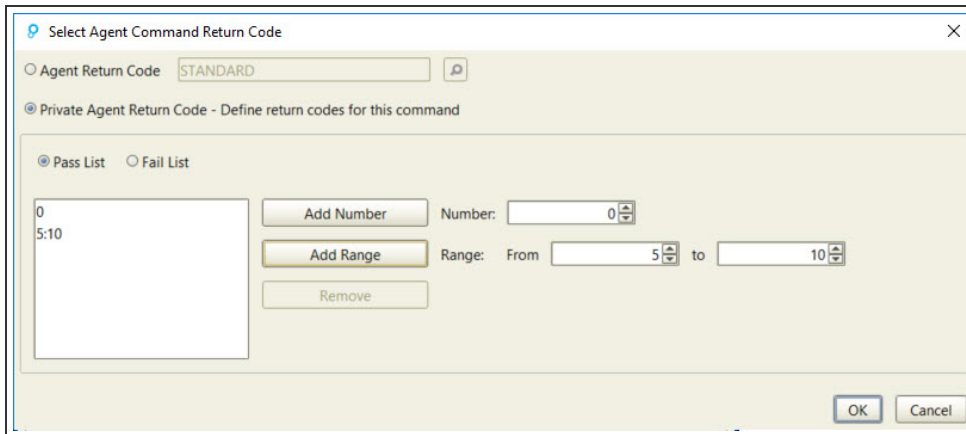 Select Agent Command Return Code
Agent Return Code STANDARD
Private Agent Return Code - Define return codes for this command
Pass List Fail List
0
5:10
Add Number Number: 0
Add Range Range: From 5 to 10
Remove
OK Cancel